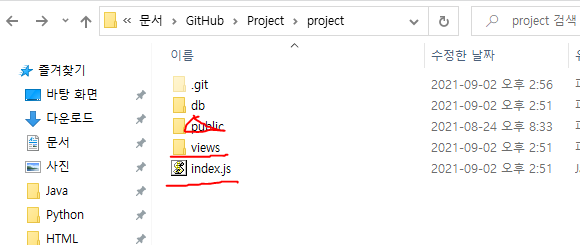 « 문서 > GitHub > Project > project
project 검색
이름
수정한 날짜
즐겨찾기
바탕 화면
다운로드
문서
사진
Java
Python
HTML
.git
2021-09-02 오후 2:56
db
2021-09-02 오후 2:51
public
2021-08-24 오후 8:33
views
2021-09-02 오후 2:51
index.js
2021-09-02 오후 2:51